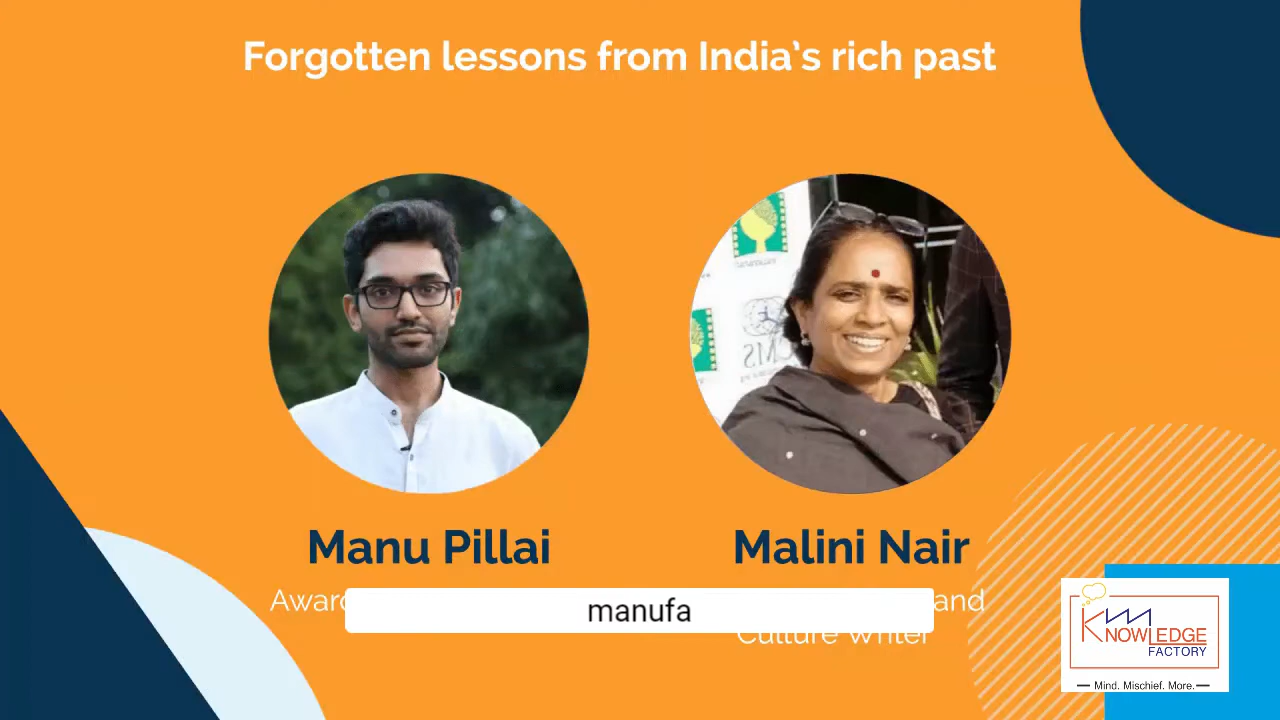 Forgotten lessons from India’s rich past
Manu Pillai
Malini Nair
and
manufa
Culture Writer
KNOWLEDGE
FACTORY
Mind. Mischief. More.
CMS